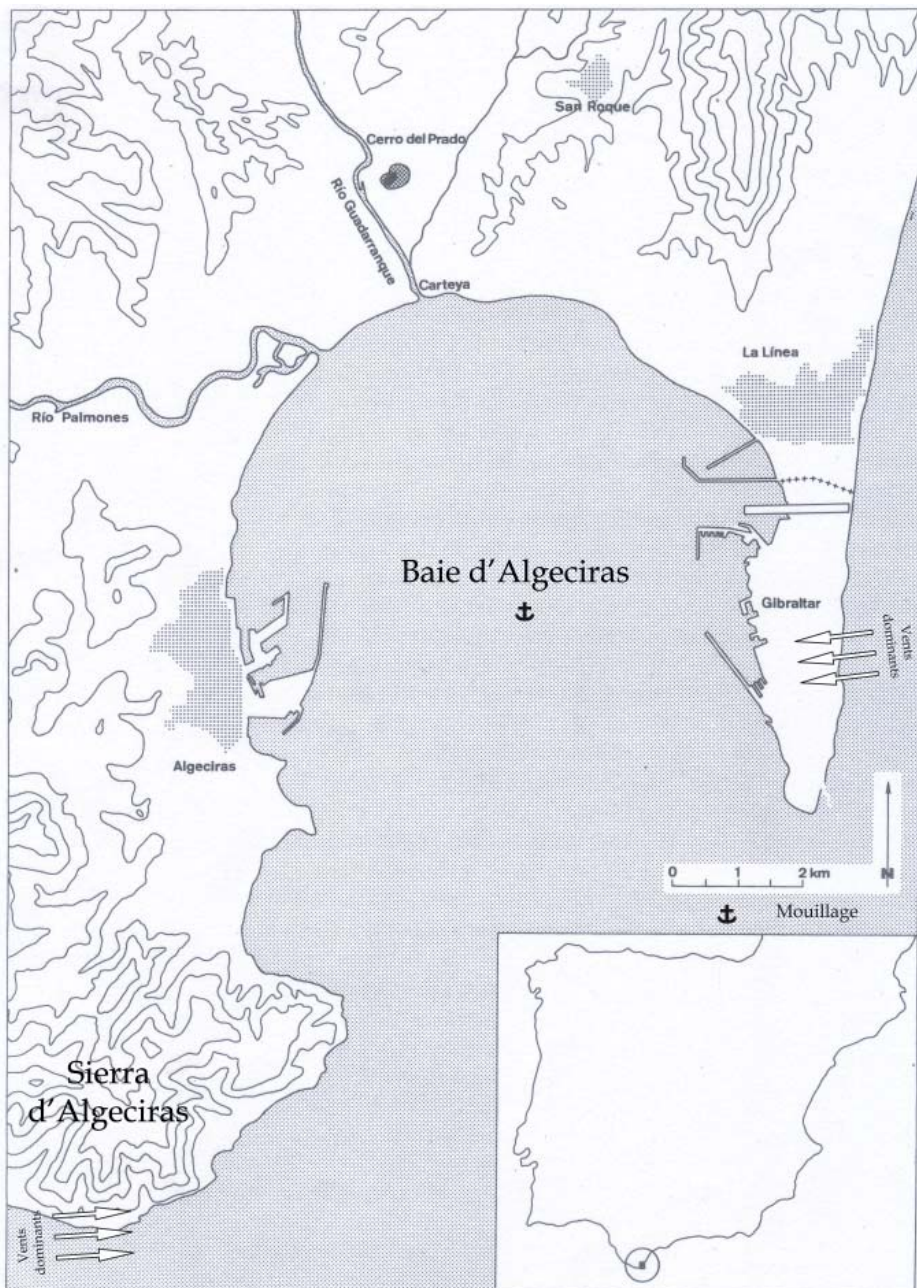 San Roque
Cerro del Prado
Río Guadarranque
Carteya
La Línea
Río Palmones
Baie d'Algeciras
Gibraltar
Vents
dominants
Algeciras
0 1 2 km
N
Mouillage
Sierra
d'Algeciras
Vents
dominants